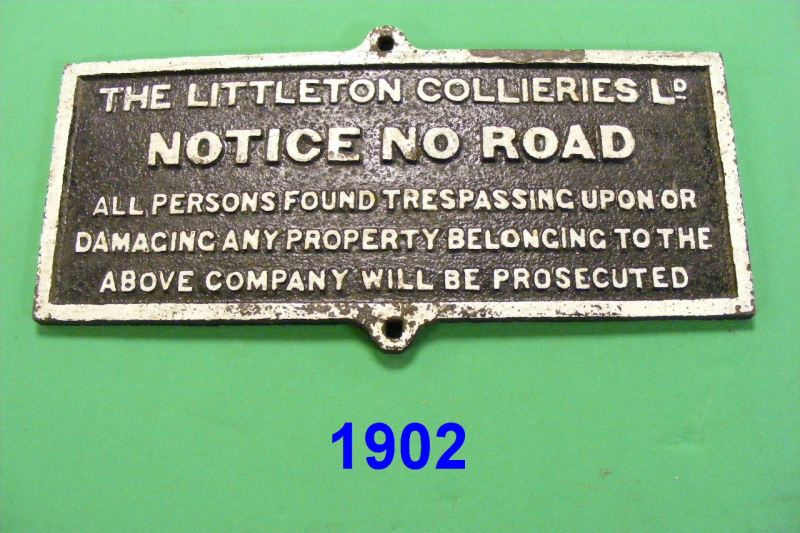 THE LITTLETON COLLIERIES LD
NOTICE NO ROAD
ALL PERSONS FOUND TRESPASSING UPON OR
DAMAGING ANY PROPERTY BELONGING TO THE
ABOVE COMPANY WILL BE PROSECUTED
1902